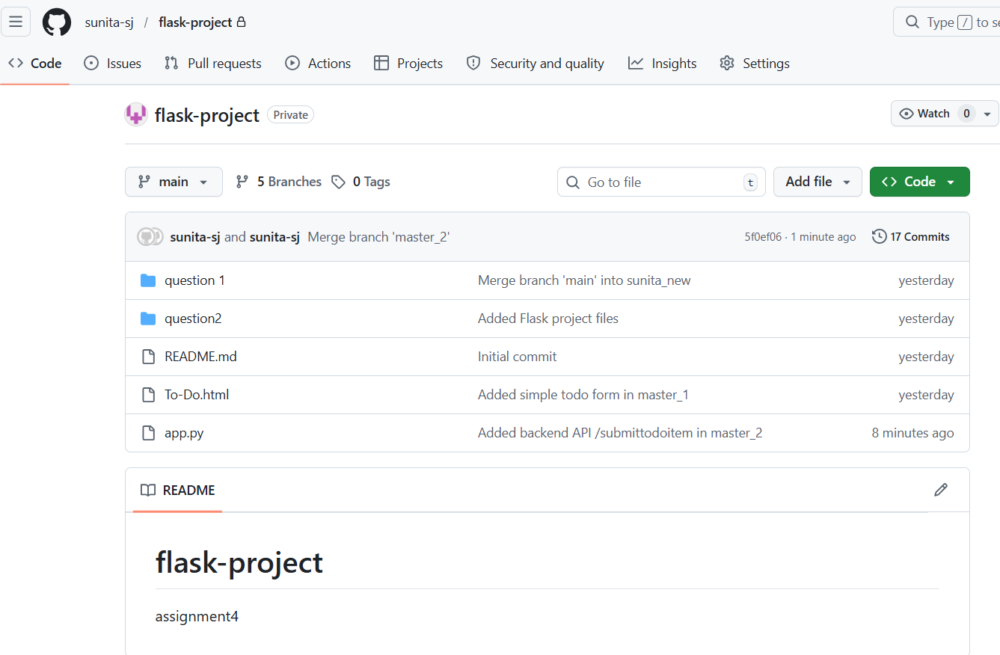 sunita-sj / flask-project
Type / to se
Code Issues Pull requests Actions Projects Security and quality Insights Settings
flask-project Private
Watch 0
main 5 Branches 0 Tags
Go to file t
Add file
Code
sunita-sj and sunita-sj Merge branch 'master_2' 5f0ef06 · 1 minute ago 17 Commits
question 1 Merge branch 'main' into sunita_new yesterday
question2 Added Flask project files yesterday
README.md Initial commit yesterday
To-Do.html Added simple todo form in master_1 yesterday
app.py Added backend API /submittodoitem in master_2 8 minutes ago
README
flask-project
assignment4